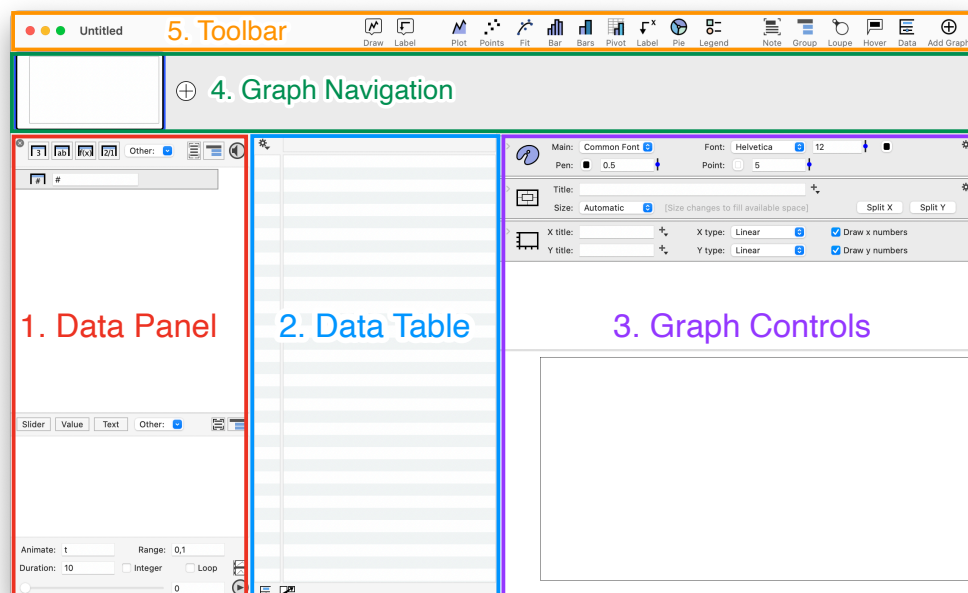 Untitled
5. Toolbar
Draw Label Plot Points Fit Bar Bars Pivot Label Pie Legend Note Group Loupe Hover Data Add Graph
4. Graph Navigation
3 ab f(x) 2/1 Other:
# #
1. Data Panel
Slider Value Text Other:
Animate: t Range: 0,1
Duration: 10 Integer Loop
0
2. Data Table
Main: Common Font Font: Helvetica 12
Pen: 0.5 Point: 5
Title:
Size: Automatic [Size changes to fill available space] Split X Split Y
X title: X type: Linear Draw x numbers
Y title: Y type: Linear Draw y numbers
3. Graph Controls